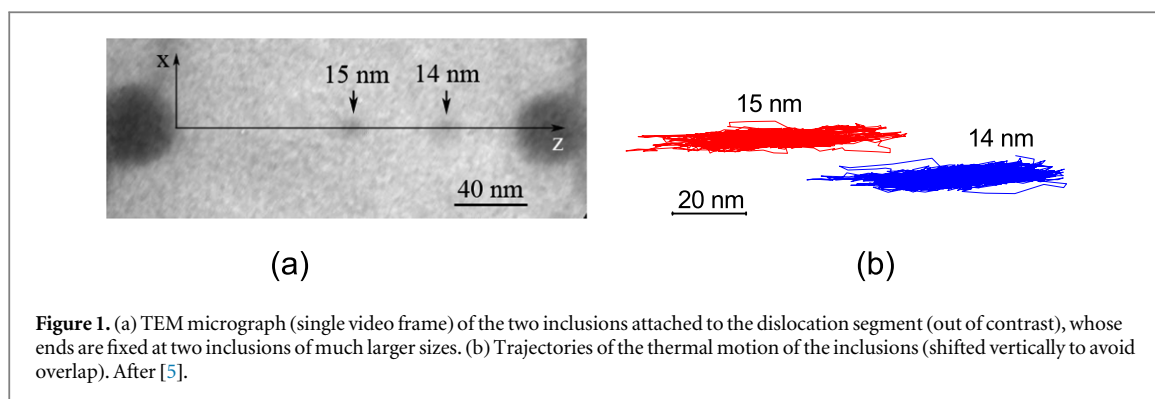 x
15 nm
14 nm
z
40 nm
(a)
15 nm
14 nm
20 nm
(b)
Figure 1. (a) TEM micrograph (single video frame) of the two inclusions attached to the dislocation segment (out of contrast), whose
ends are fixed at two inclusions of much larger sizes. (b) Trajectories of the thermal motion of the inclusions (shifted vertically to avoid
overlap). After [5].